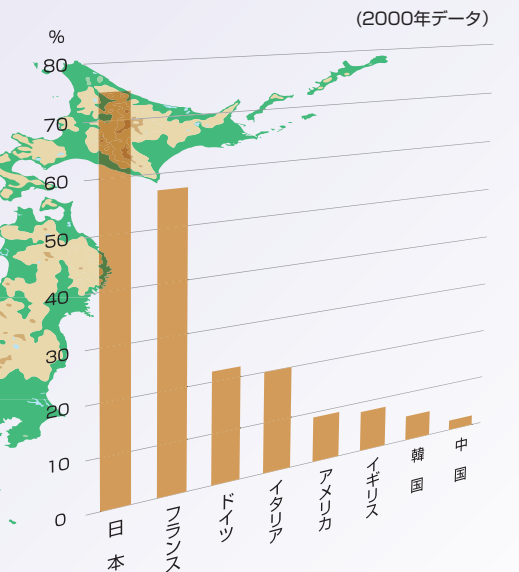 (2000年データ)
%
80
70
60
50
40
30
20
10
0
日本
フランス
ドイツ
イタリア
アメリカ
イギリス
韓国
中国